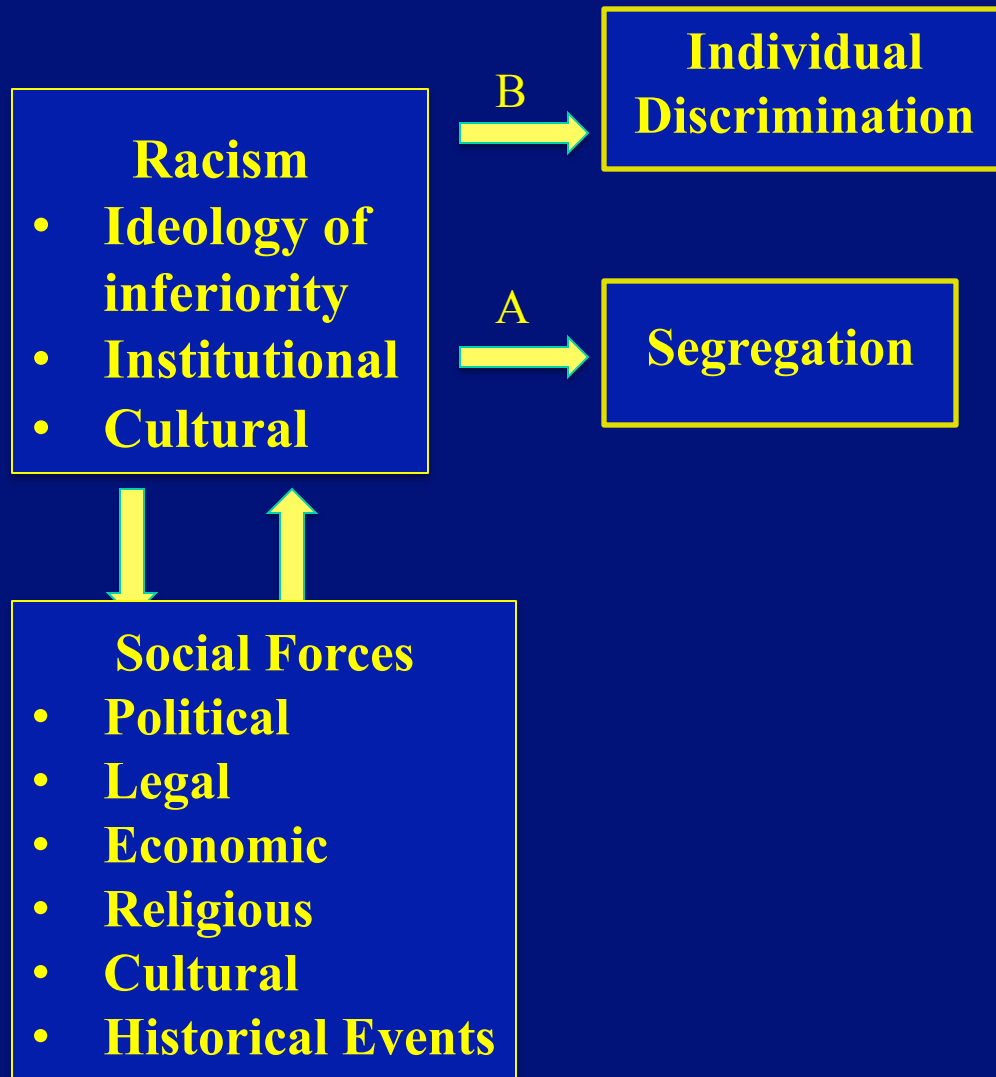 Racism
• Ideology of
inferiority
• Institutional
• Cultural
B
Individual
Discrimination
A
Segregation
Social Forces
• Political
• Legal
• Economic
• Religious
• Cultural
• Historical Events